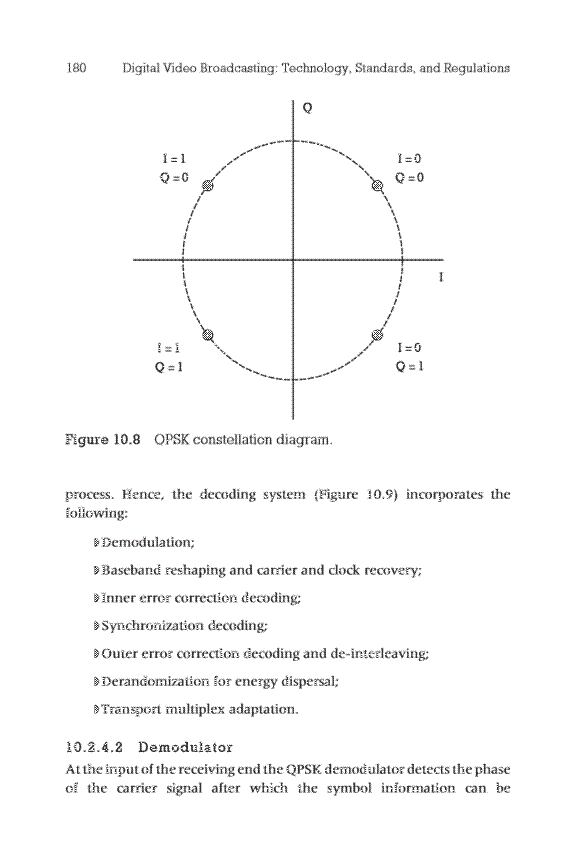 180 Digital Video Broadcasting: Technology, Standards, and Regulations
Q
I = 1
Q = 0
I = 0
Q = 0
I
I = 1
Q = 1
I = 0
Q = 1
Figure 10.8 QPSK constellation diagram.
process. Hence, the decoding system (Figure 10.9) incorporates the
following:
Demodulation;
Baseband reshaping and carrier and clock recovery;
Inner error correction decoding;
Synchronization decoding;
Outer error correction decoding and de-interleaving;
Derandomization for energy dispersal;
Transport multiplex adaptation.
10.2.4.2 Demodulator
At the input of the receiving end the QPSK demodulator detects the phase
of the carrier signal after which the symbol information can be